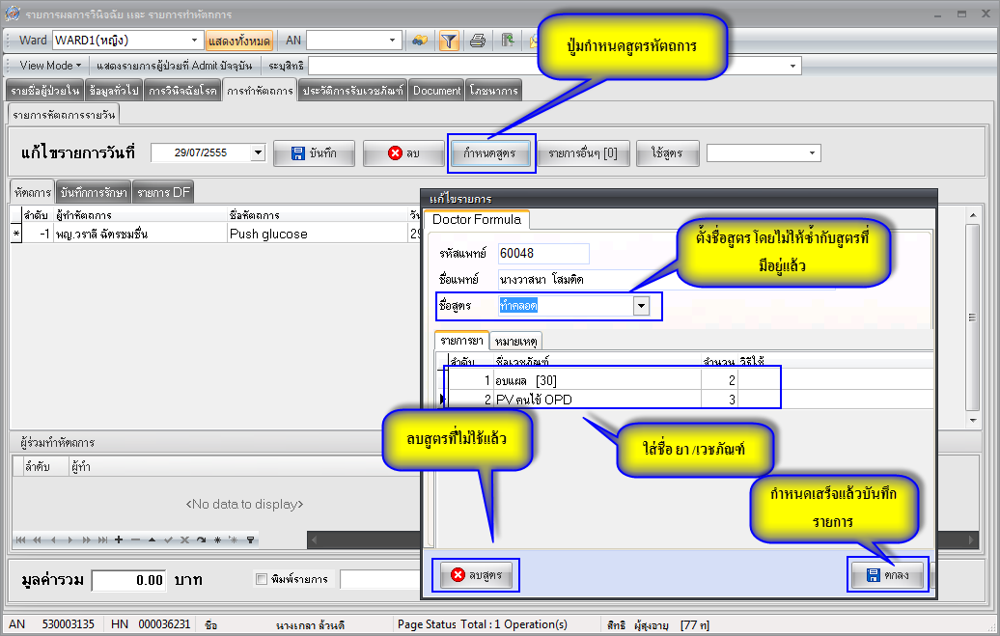 รายการผลการวินิจฉัย และ รายการทำหัตถการ
Ward WARD1(หญิง) แสดงทั้งหมด AN
ปุ่มกำหนดสูตรหัตถการ
View Mode แสดงรายการผู้ป่วยที่ Admit ปัจจุบัน ระบุสิทธิ
รายชื่อผู้ป่วยใน ข้อมูลทั่วไป การวินิจฉัยโรค การทำหัตถการ ประวัติการรับเวชภัณฑ์ Document โภชนาการ
รายการหัตถการรายวัน
แก้ไขรายการวันที่ 29/07/2555 บันทึก ลบ กำหนดสูตร รายการอื่นๆ [0] ใช้สูตร
หัตถการ บันทึกการรักษา รายการ DF
ลำดับ ผู้ทำหัตถการ ชื่อหัตถการ วัน
-1 พญ.วราลี ฉัตรชมชื่น Push glucose 29
แก้ไขรายการ
Doctor Formula
รหัสแพทย์ 60048
ชื่อแพทย์ นางวาสนา โสมติด
ชื่อสูตร ทำคลอด
ตั้งชื่อสูตร โดยไม่ให้ซ้ำกับสูตรที่
มีอยู่แล้ว
รายการยา หมายเหตุ
ลำดับ ชื่อเวชภัณฑ์ จำนวน วิธีใช้
1 อบแผล [30] 2
2 PV คนไข้ OPD 3
ลบสูตรที่ไม่ใช้แล้ว
ใส่ชื่อ ยา /เวชภัณฑ์
กำหนดเสร็จแล้วบันทึก
รายการ
ลบสูตร ตกลง
ผู้ร่วมทำหัตถการ
ลำดับ ผู้ทำ
<No data to display>
มูลค่ารวม 0.00 บาท พิมพ์รายการ
AN 530003135 HN 000036231 ชื่อ นางเกลา ล้วนดี Page Status Total : 1 Operation(s) สิทธิ ผู้สูงอายุ [77 ท]